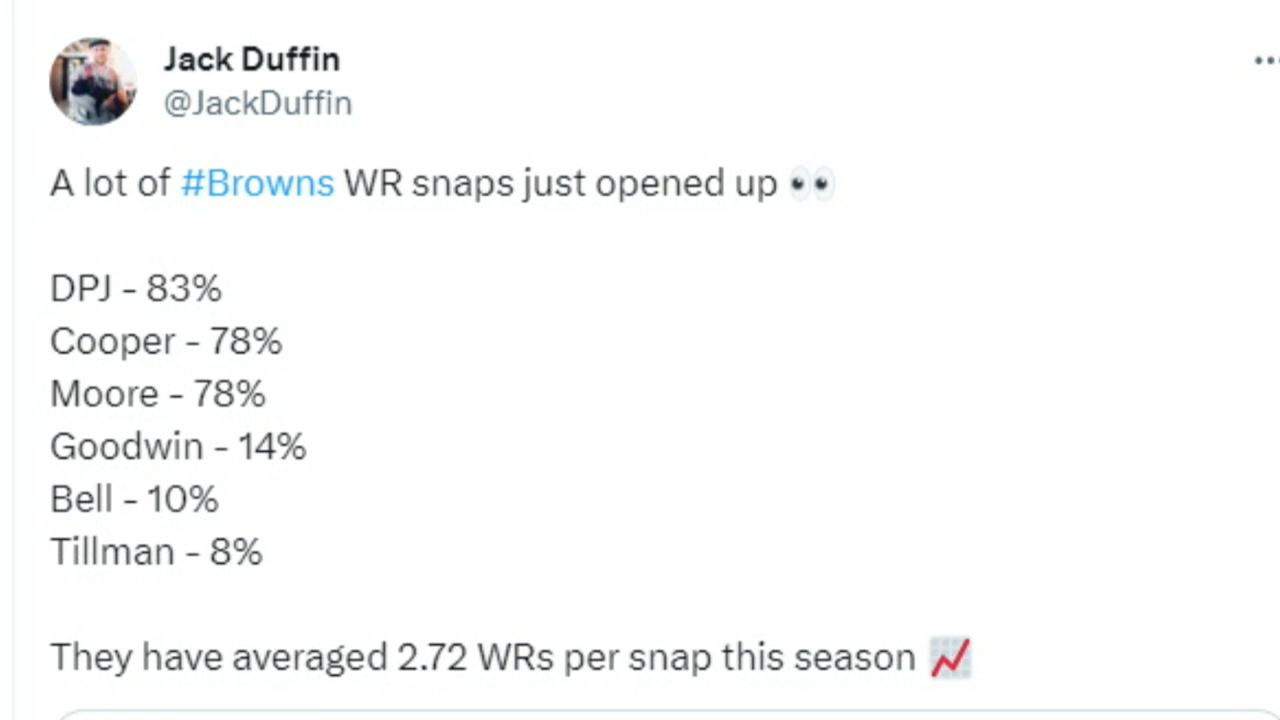 Jack Duffin
@JackDuffin
A lot of #Browns WR snaps just opened up 👀
DPJ - 83%
Cooper - 78%
Moore - 78%
Goodwin - 14%
Bell - 10%
Tillman - 8%
They have averaged 2.72 WRs per snap this season 📈